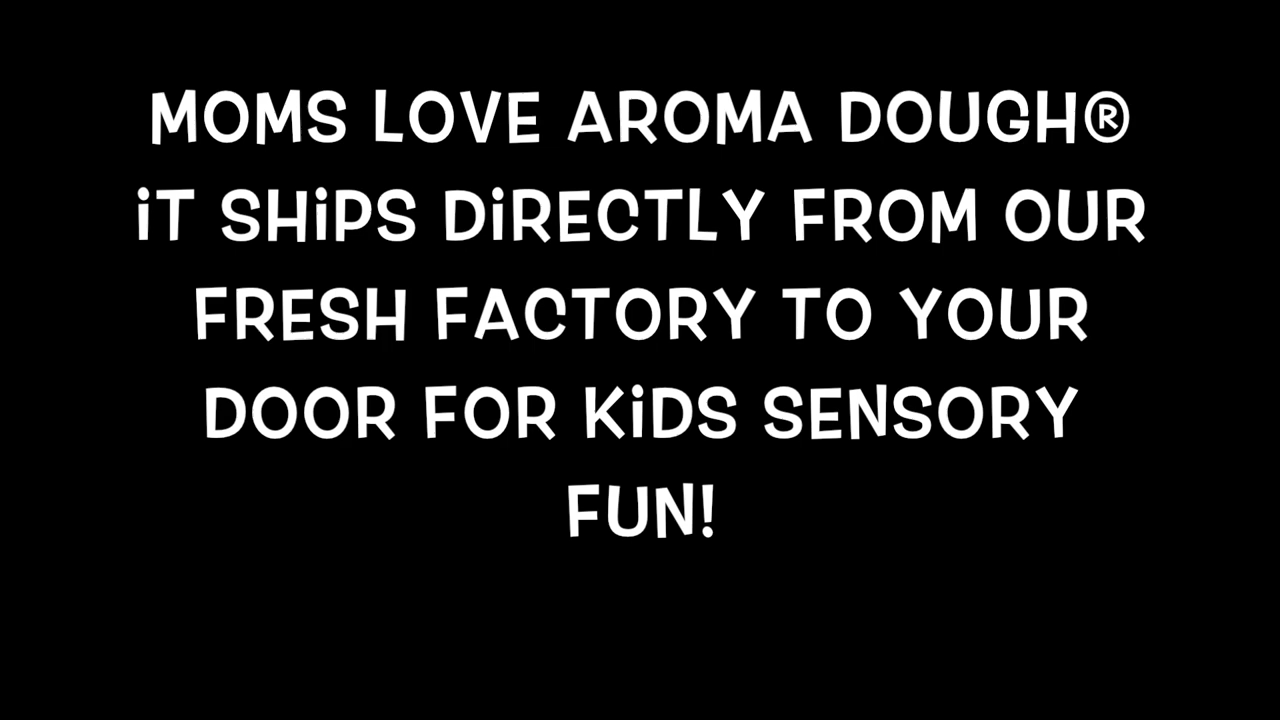 MOMS LOVE AROMA DOUGH®
iT SHiPS DiRECTLY FROM OUR
FRESH FACTORY TO YOUR
DOOR FOR KiDS SENSORY
FUN!